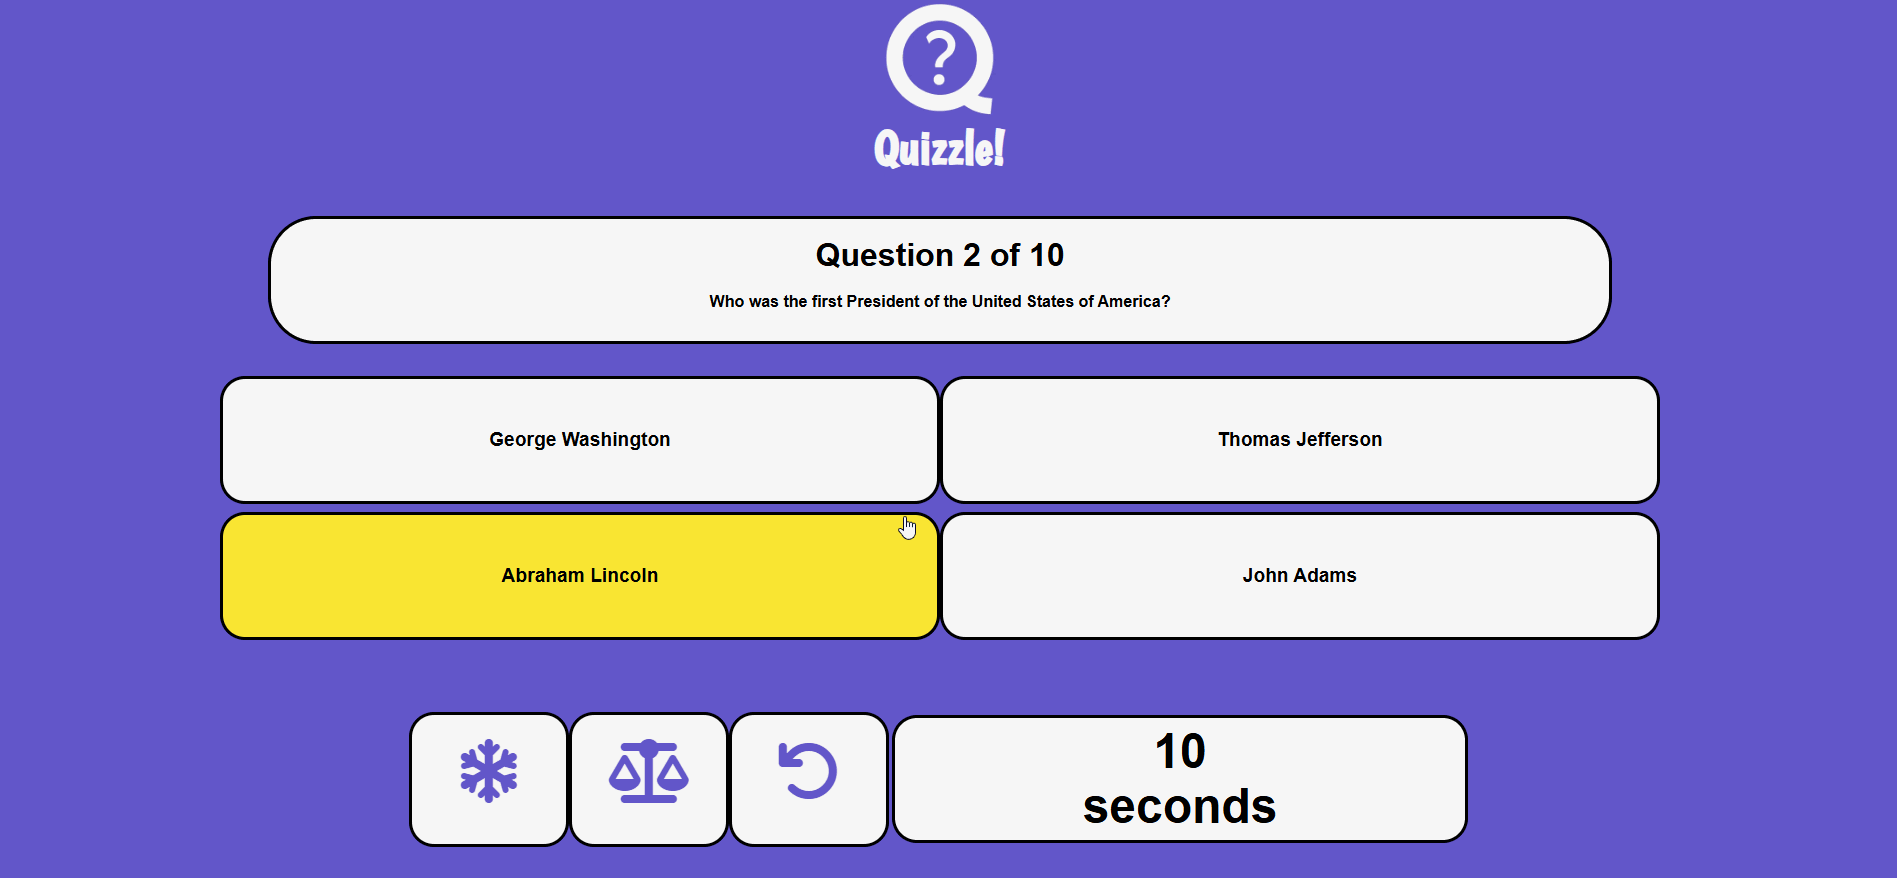 ?
Quizzle!
Question 2 of 10
Who was the first President of the United States of America?
George Washington
Thomas Jefferson
Abraham Lincoln
John Adams
10
seconds